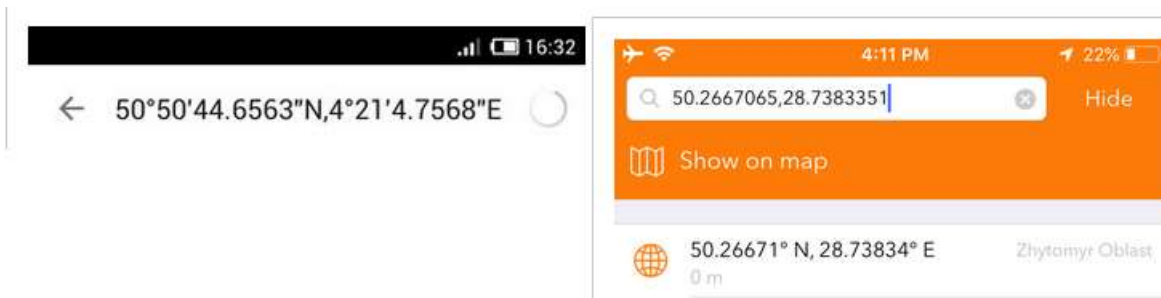 16:32
50°50'44.6563"N,4°21'4.7568"E
4:11 PM
22%
50.2667065,28.7383351
Hide
Show on map
50.26671° N, 28.73834° E
Zhytomyr Oblast
0 m